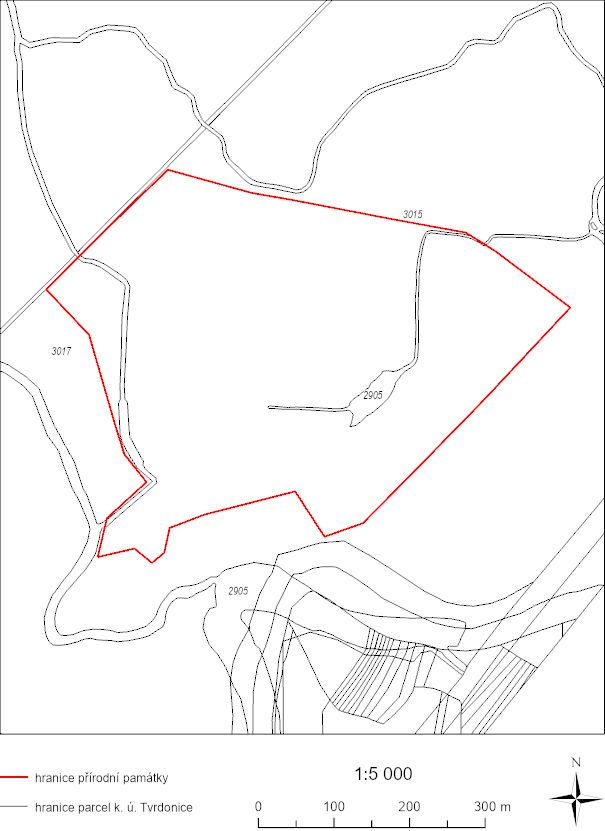 3015
3017
2905
2905
hranice přírodní památky
hranice parcel k. ú. Tvrdonice
1:5 000
0 100 200 300 m
N